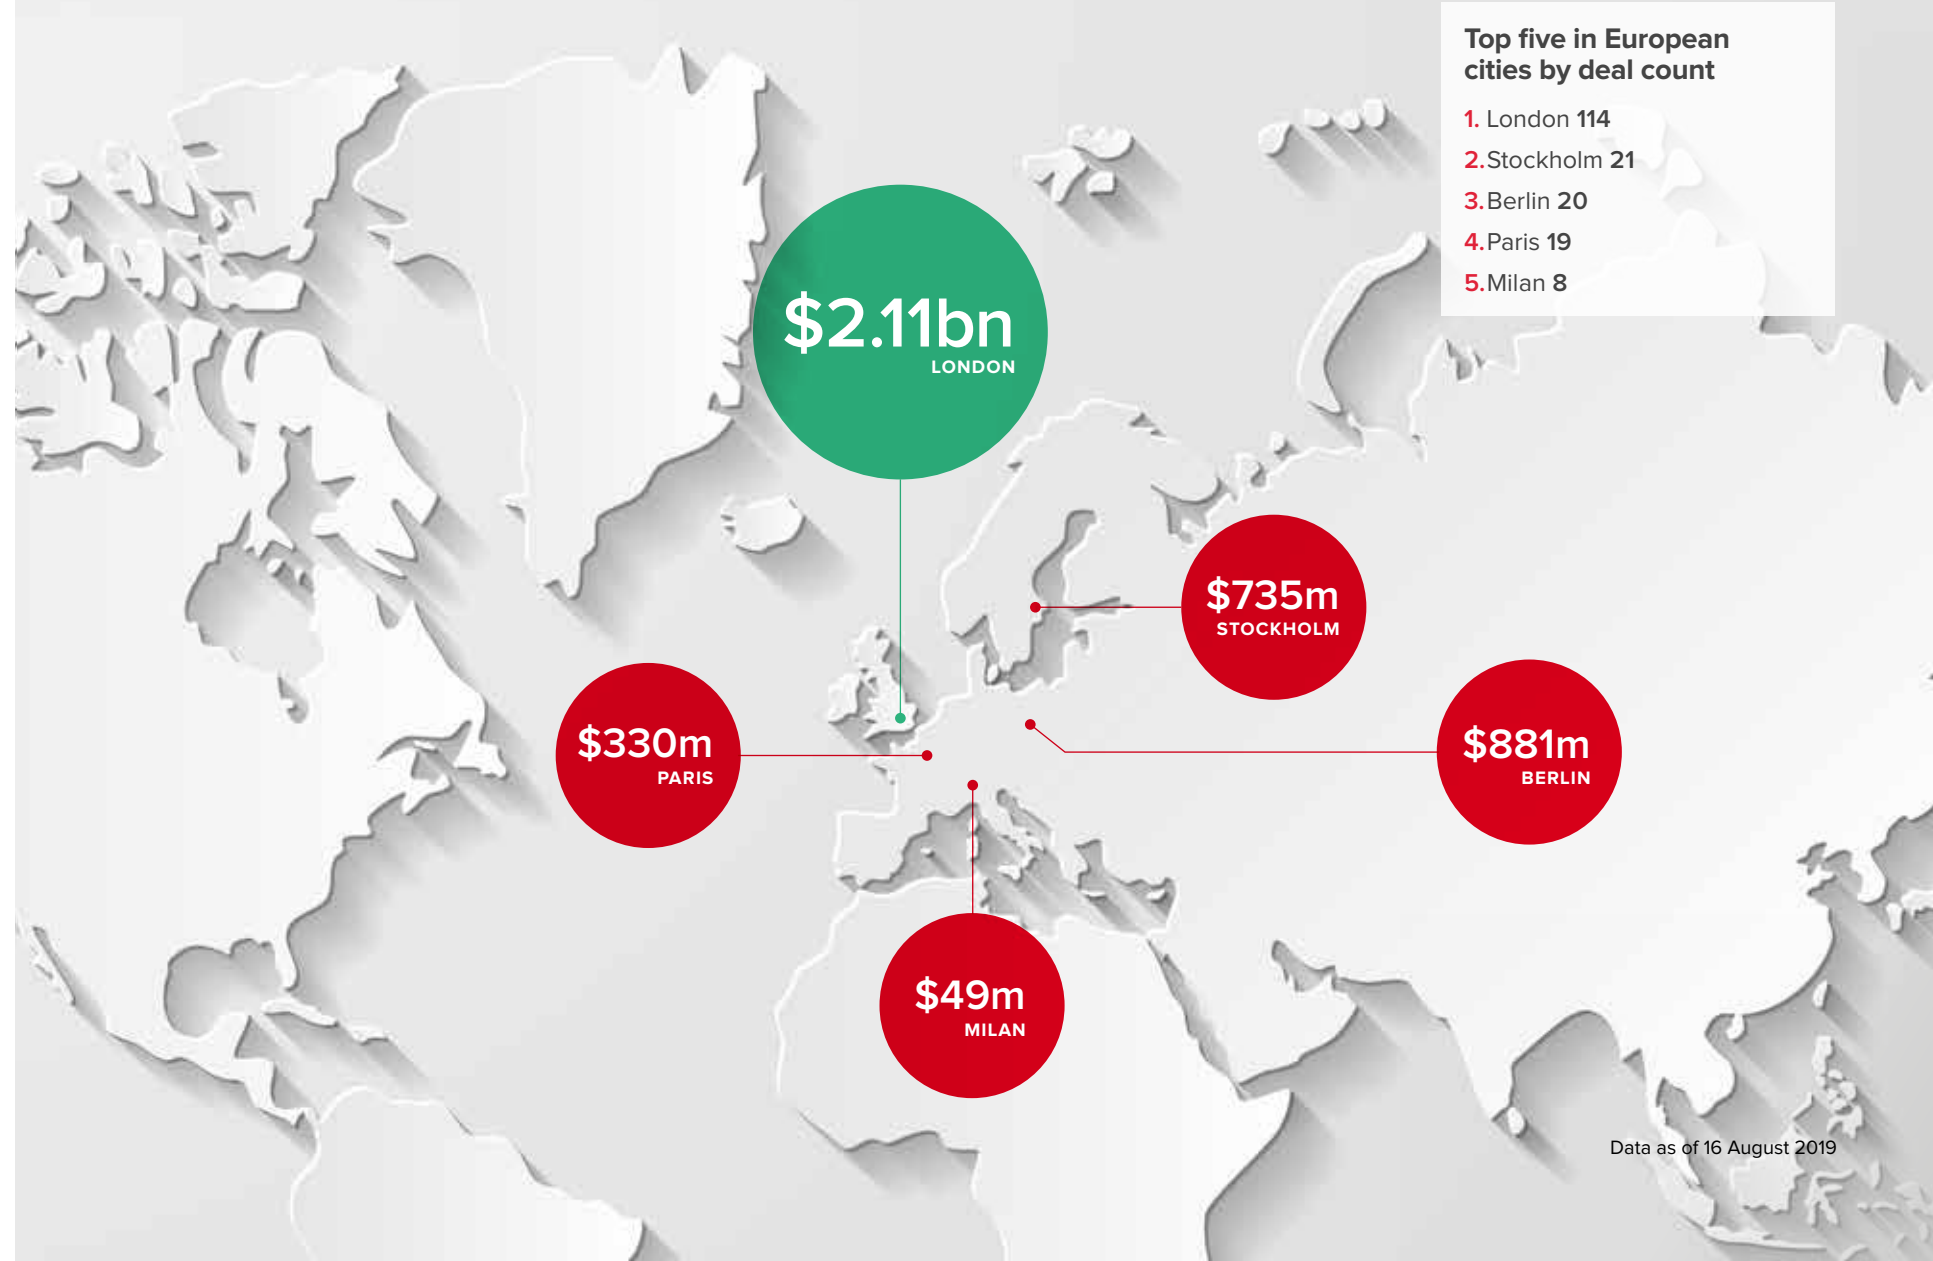 Top five in European
cities by deal count
1. London 114
2. Stockholm 21
3. Berlin 20
4. Paris 19
5. Milan 8
$2.11bn
LONDON
$735m
STOCKHOLM
$330m
PARIS
$881m
BERLIN
$49m
MILAN
Data as of 16 August 2019